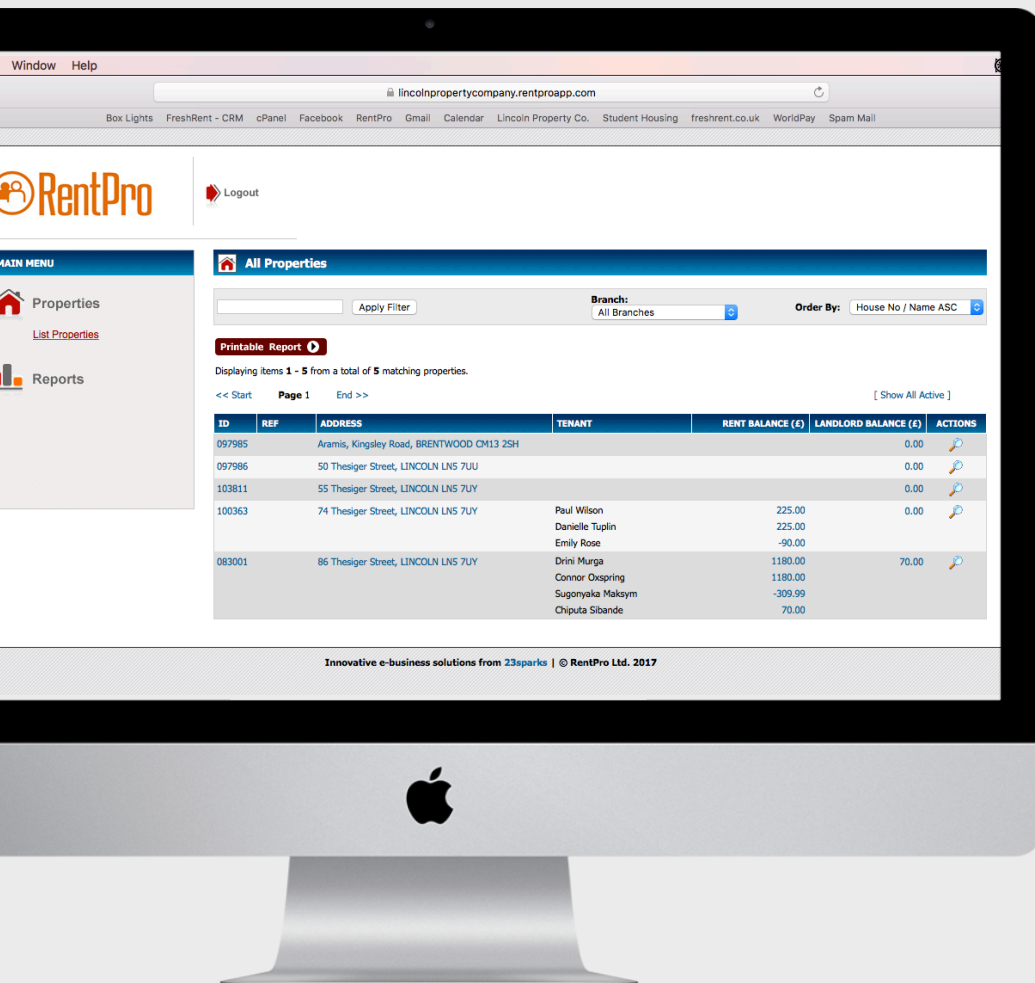 Window Help
lincolnpropertycompany.rentproapp.com
Box Lights FreshRent - CRM cPanel Facebook RentPro Gmail Calendar Lincoln Property Co. Student Housing freshrent.co.uk WorldPay Spam Mail
RentPro
Logout
MAIN MENU
Properties
List Properties
Reports
All Properties
Apply Filter
Branch:
All Branches
Order By: House No / Name ASC
Printable Report
Displaying items 1 - 5 from a total of 5 matching properties.
<< Start Page 1 End >> [ Show All Active ]
ID REF ADDRESS TENANT RENT BALANCE (£) LANDLORD BALANCE (£) ACTIONS
097985 Aramis, Kingsley Road, BRENTWOOD CM13 2SH 0.00
097986 50 Thesiger Street, LINCOLN LN5 7UU 0.00
103811 55 Thesiger Street, LINCOLN LN5 7UY 0.00
100363 74 Thesiger Street, LINCOLN LN5 7UY Paul Wilson 225.00 0.00
Danielle Tuplin 225.00
Emily Rose -90.00
083001 86 Thesiger Street, LINCOLN LN5 7UY Drini Murga 1180.00 70.00
Connor Oxspring 1180.00
Sugonyaka Maksym -309.99
Chiputa Sibande 70.00
Innovative e-business solutions from 23sparks | © RentPro Ltd. 2017